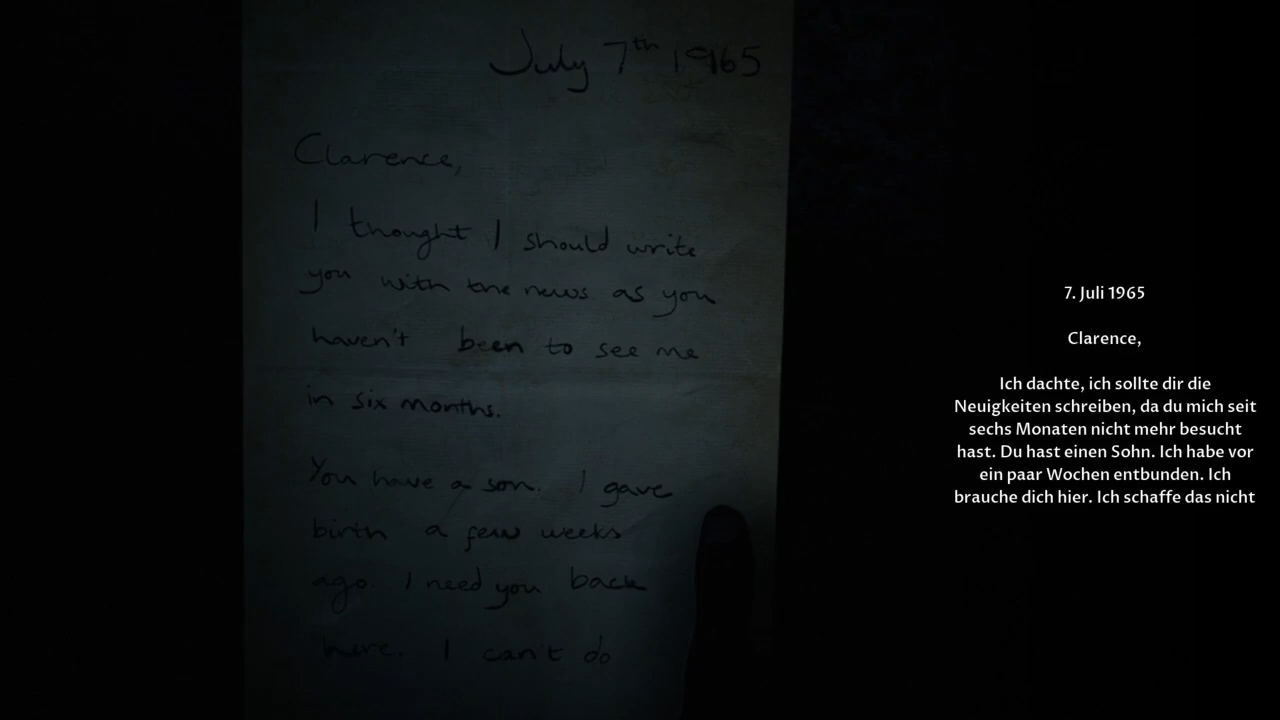 July 7th 1965
Clarence,
I thought I should write
you with the news as you
haven't been to see me
in six months.
You have a son. I gave
birth a few weeks
ago. I need you back
here. I can't do
7. Juli 1965
Clarence,
Ich dachte, ich sollte dir die
Neuigkeiten schreiben, da du mich seit
sechs Monaten nicht mehr besucht
hast. Du hast einen Sohn. Ich habe vor
ein paar Wochen entbunden. Ich
brauche dich hier. Ich schaffe das nicht